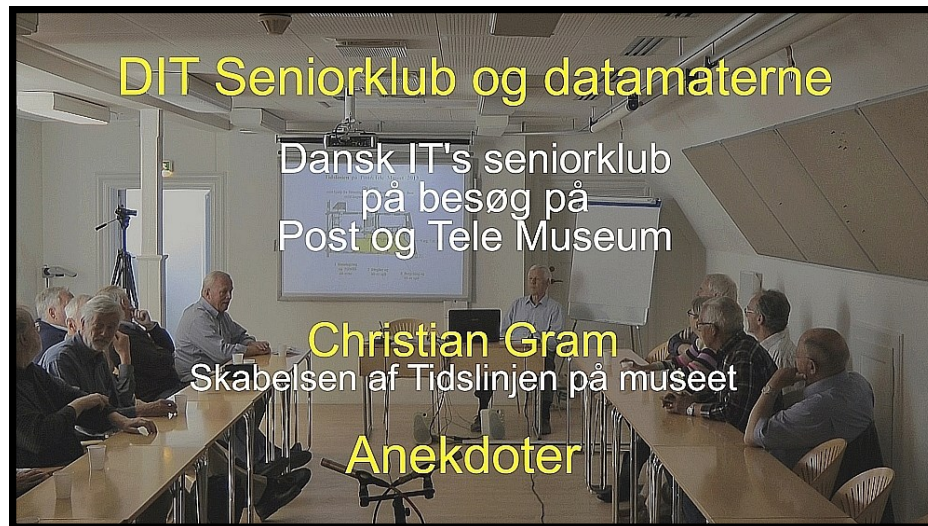 DIT Seniorklub og datamaterne
Dansk IT's seniorklub
på besøg på
Post og Tele Museum
Christian Gram
Skabelsen af Tidslinjen på museet
Anekdoter